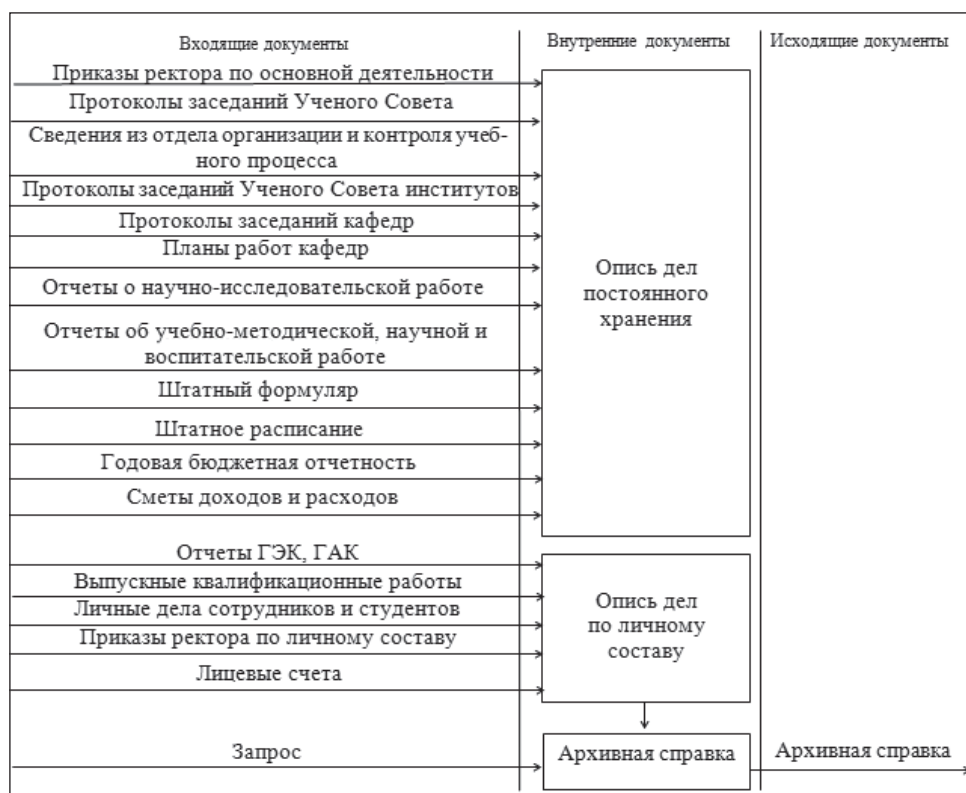 Входящие документы
Внутренние документы
Исходящие документы
Приказы ректора по основной деятельности
Протоколы заседаний Ученого Совета
Сведения из отдела организации и контроля учеб-
ного процесса
Протоколы заседаний Ученого Совета институтов
Протоколы заседаний кафедр
Планы работ кафедр
Отчеты о научно-исследовательской работе
Отчеты об учебно-методической, научной и
воспитательской работе
Штатный формуляр
Штатное расписание
Годовая бюджетная отчетность
Сметы доходов и расходов
Опись дел
постоянного
хранения
Отчеты ГЭК, ГАК
Выпускные квалификационные работы
Личные дела сотрудников и студентов
Приказы ректора по личному составу
Лицевые счета
Опись дел
по личному
составу
Запрос
Архивная справка
Архивная справка